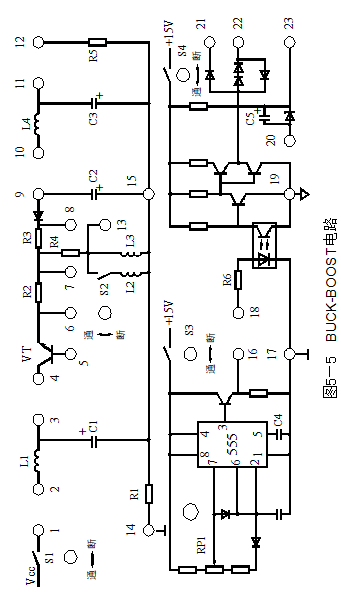 Vcc
S1
通 断
1
2
L1
3
C1
+
4
VT
5
6
通 断
R2
7
S2
R3
R4
8
13
L2
L3
9
C2
+
10
L4
11
C3
+
12
R5
14
R1
15
+15V
S3
通 断
RP1
555
8
4
7
6
2
3
5
1
C4
16
17
18
R6
+15V
S4
通 断
19
20
C5
+
21
22
23
图5-5 BUCK-BOOST电路